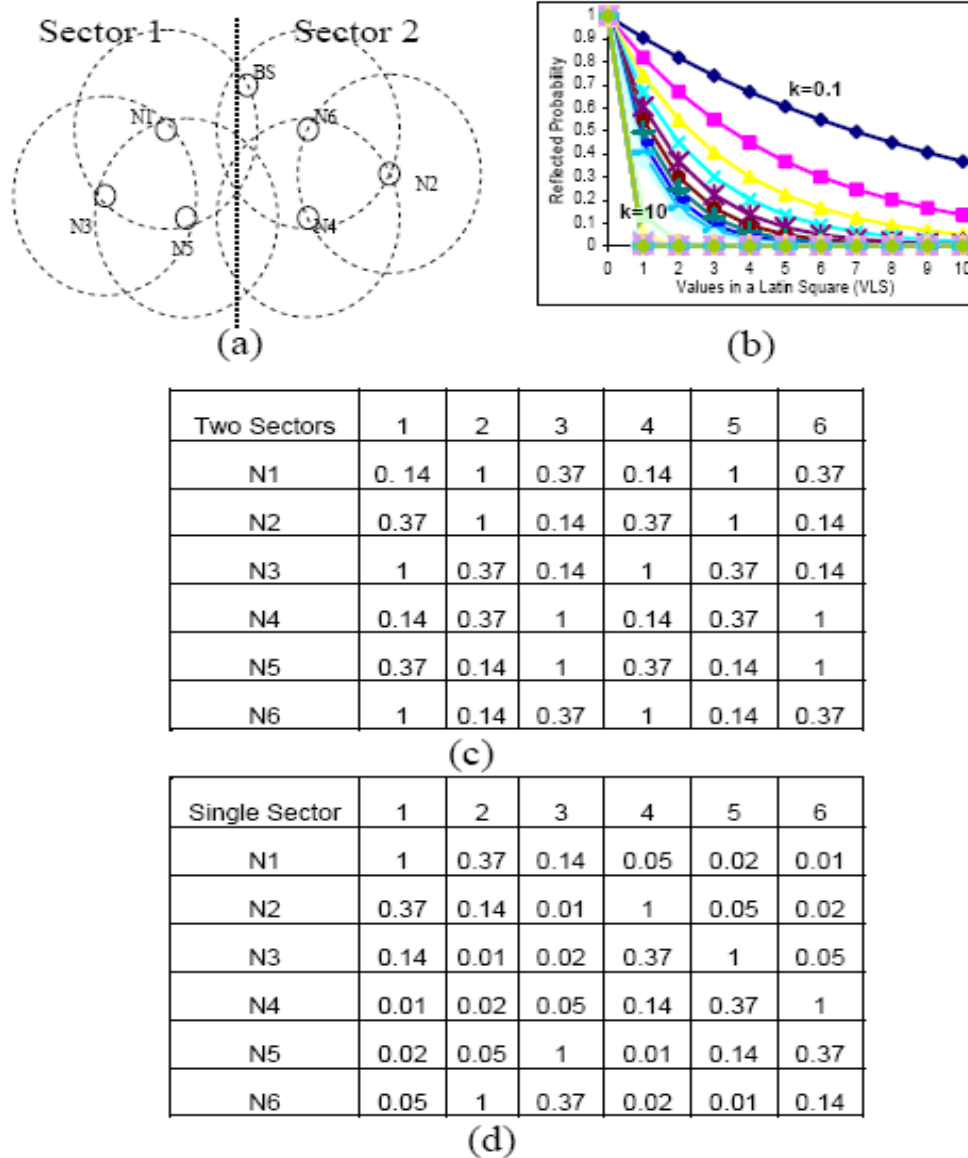 Sector 1 Sector 2
BS
N1 N6
N2
N3 N5 N4
(a)
Reflected Probability
1
0.9
0.8
0.7
0.6
0.5
0.4
0.3
0.2
0.1
0
k=0.1
k=10
0 1 2 3 4 5 6 7 8 9 10
Values in a Latin Square (VLS)
(b)
Two Sectors 1 2 3 4 5 6
N1 0. 14 1 0.37 0.14 1 0.37
N2 0.37 1 0.14 0.37 1 0.14
N3 1 0.37 0.14 1 0.37 0.14
N4 0.14 0.37 1 0.14 0.37 1
N5 0.37 0.14 1 0.37 0.14 1
N6 1 0.14 0.37 1 0.14 0.37
(c)
Single Sector 1 2 3 4 5 6
N1 1 0.37 0.14 0.05 0.02 0.01
N2 0.37 0.14 0.01 1 0.05 0.02
N3 0.14 0.01 0.02 0.37 1 0.05
N4 0.01 0.02 0.05 0.14 0.37 1
N5 0.02 0.05 1 0.01 0.14 0.37
N6 0.05 1 0.37 0.02 0.01 0.14
(d)